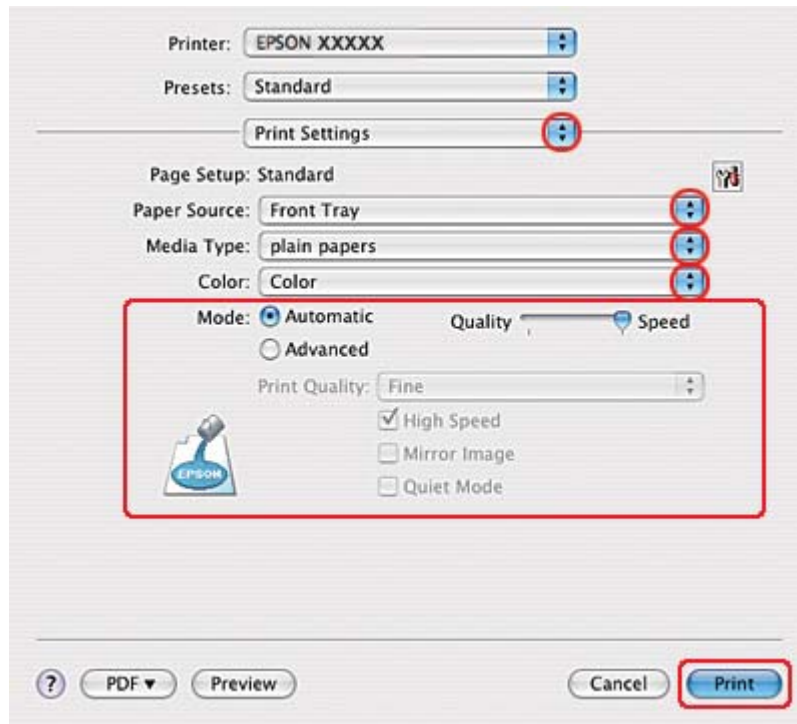 Printer: EPSON XXXXX
Presets: Standard
Print Settings
Page Setup: Standard
Paper Source: Front Tray
Media Type: plain papers
Color: Color
Mode: Automatic Quality Speed
Advanced
Print Quality: Fine
High Speed
EPSON Mirror Image
Quiet Mode
? PDF Preview Cancel Print